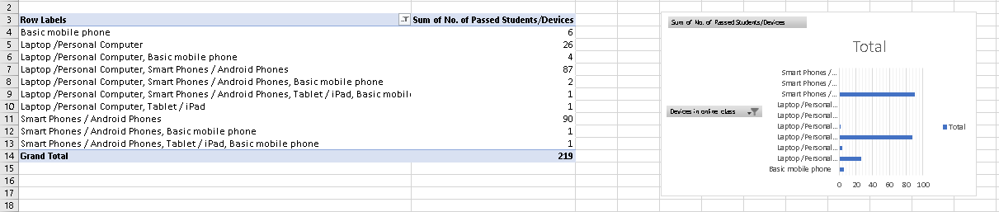 2
3 Row Labels Sum of No. of Passed Students/Devices
4 Basic mobile phone 6
5 Laptop /Personal Computer 26
6 Laptop /Personal Computer, Basic mobile phone 4
7 Laptop /Personal Computer, Smart Phones / Android Phones 87
8 Laptop /Personal Computer, Smart Phones / Android Phones, Basic mobile phone 2
9 Laptop /Personal Computer, Smart Phones / Android Phones, Tablet / iPad, Basic mobil 1
10 Laptop /Personal Computer, Tablet / iPad 1
11 Smart Phones / Android Phones 90
12 Smart Phones / Android Phones, Basic mobile phone 1
13 Smart Phones / Android Phones, Tablet / iPad, Basic mobile phone 1
14 Grand Total 219
15
16
17
18
Sum of No. of Passed Students/Devices
Total
Smart Phones /...
Smart Phones /...
Smart Phones /...
Laptop /Personal...
Laptop /Personal...
Devices in online class
Laptop /Personal...
Laptop /Personal...
Laptop /Personal...
Laptop /Personal...
Basic mobile phone
0 20 40 60 80 100
Total